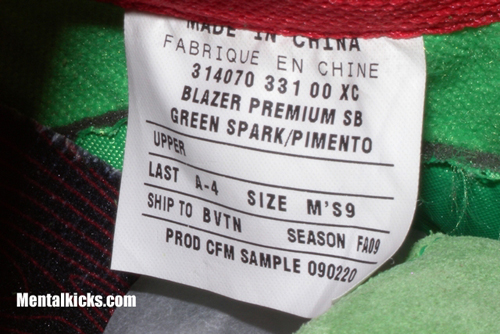 MADE IN CHINA
FABRIQUE EN CHINE
314070 331 00 XC
BLAZER PREMIUM SB
GREEN SPARK/PIMENTO
UPPER
LAST A-4 SIZE M'S9
SHIP TO BVTN SEASON FA09
PROD CFM SAMPLE 090220
Mentalkicks.com